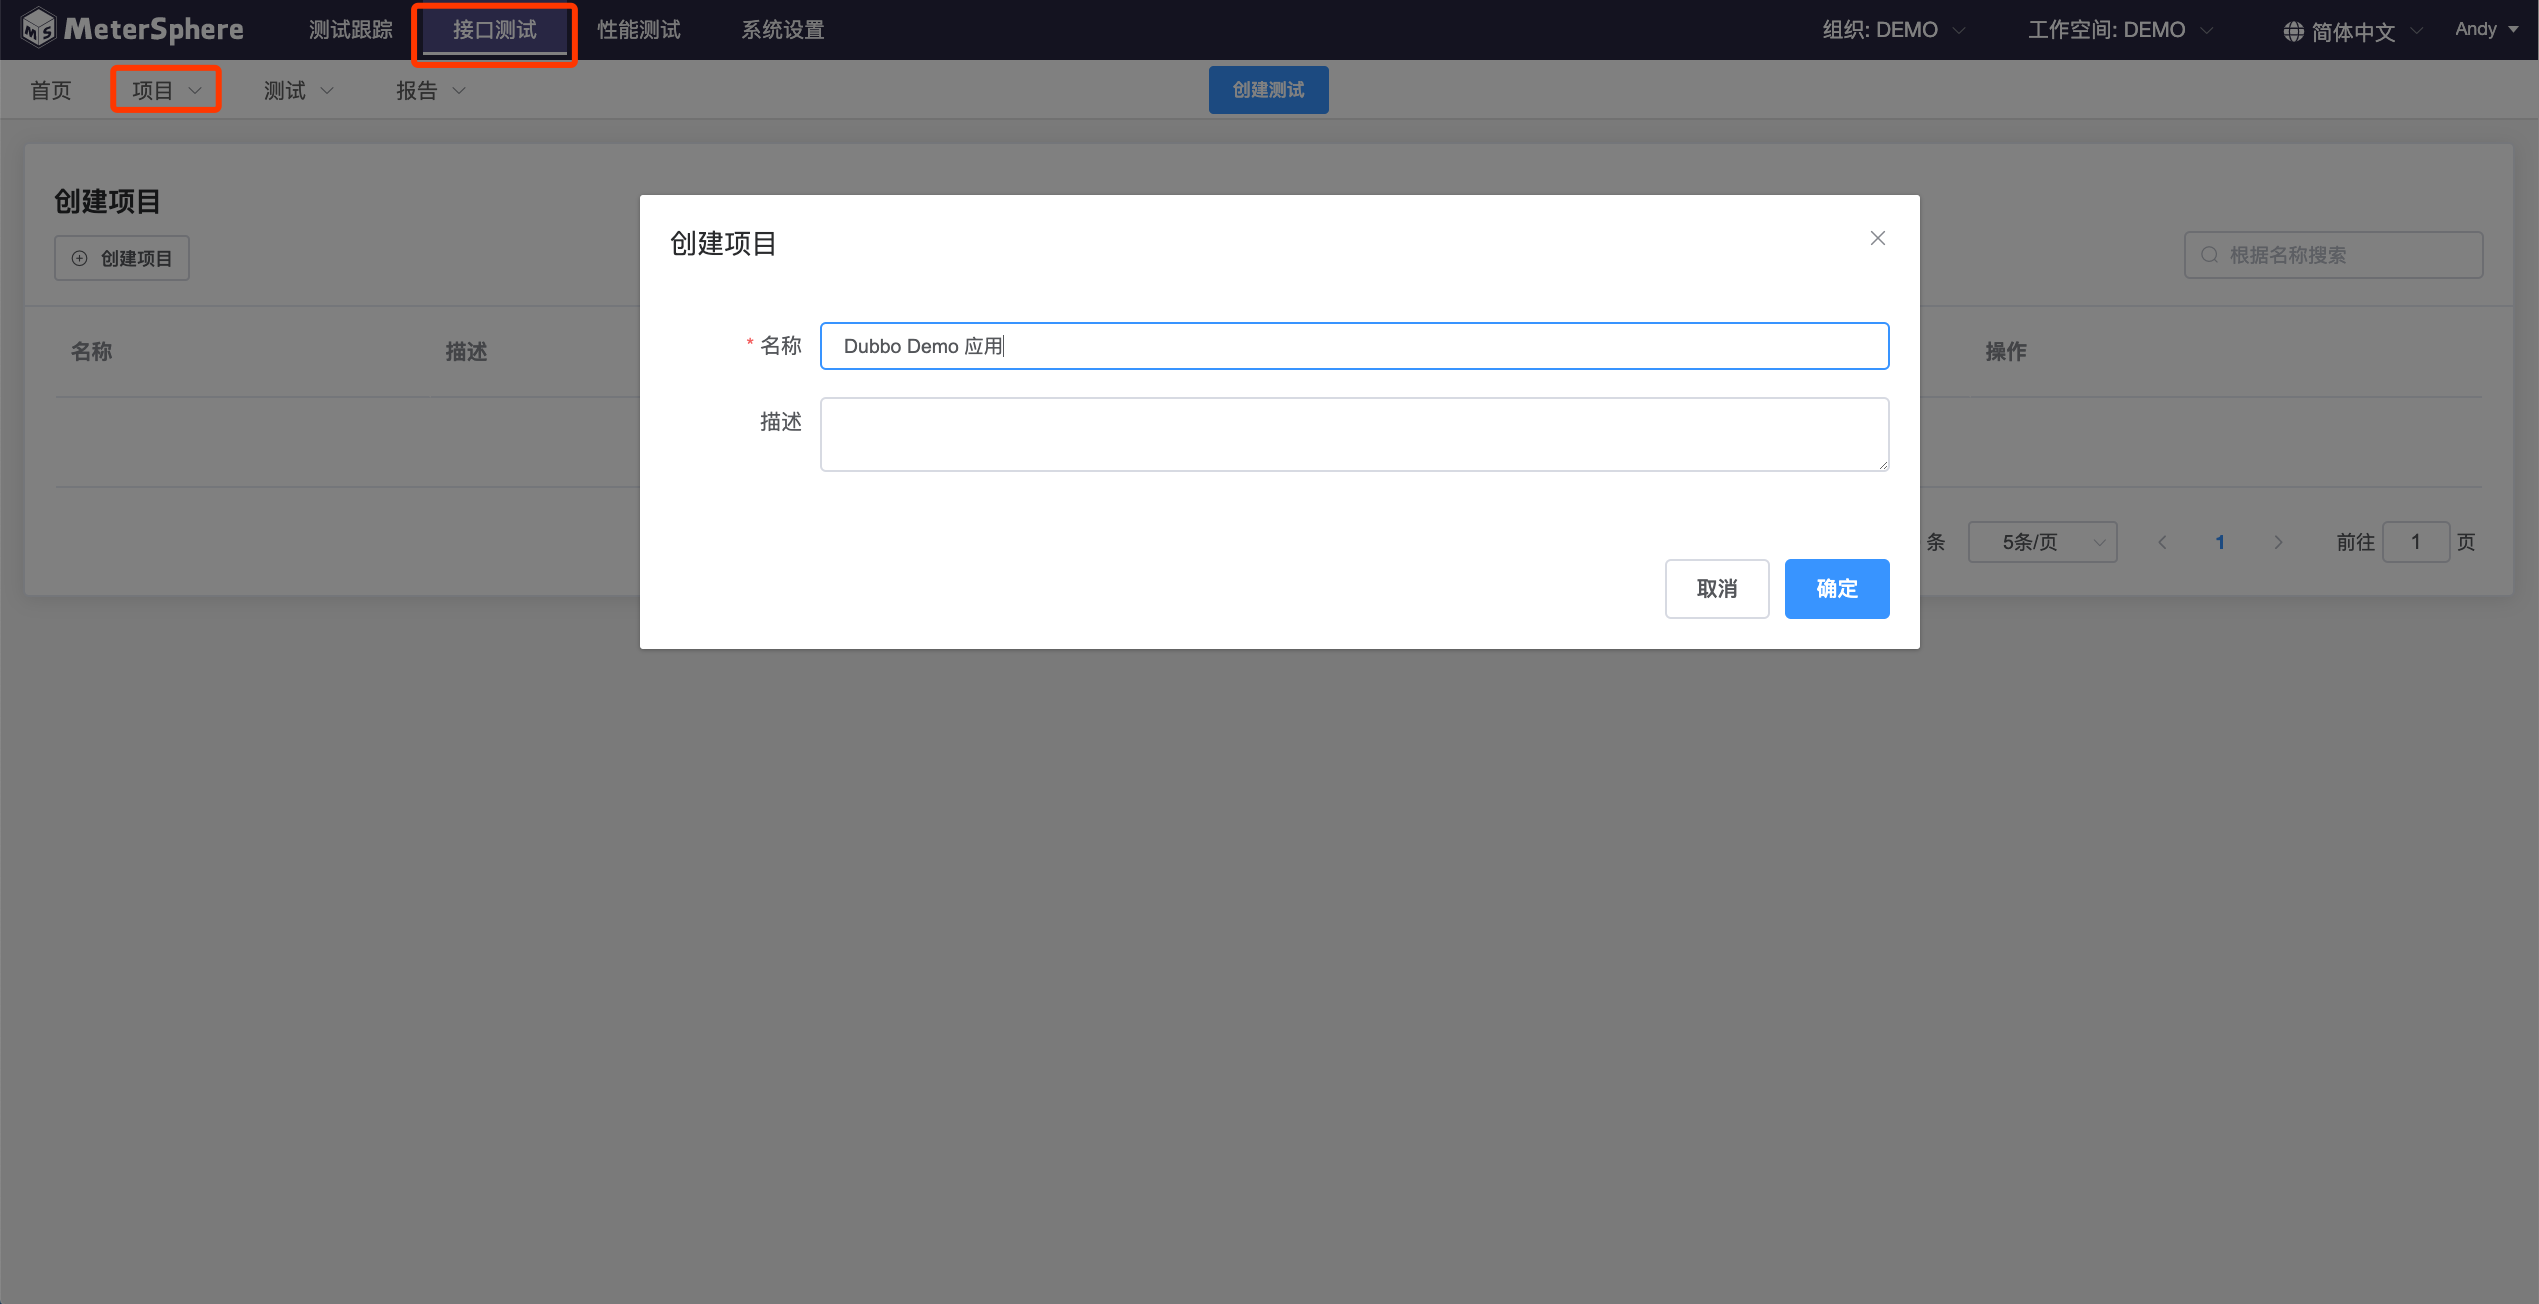 MeterSphere 测试跟踪 接口测试 性能测试 系统设置 组织: DEMO 工作空间: DEMO 简体中文 Andy
首页 项目 测试 报告 创建测试
创建项目
创建项目
根据名称搜索
名称 描述 操作
条 5条/页 1 前往 1 页
创建项目
* 名称 Dubbo Demo 应用
描述
取消 确定